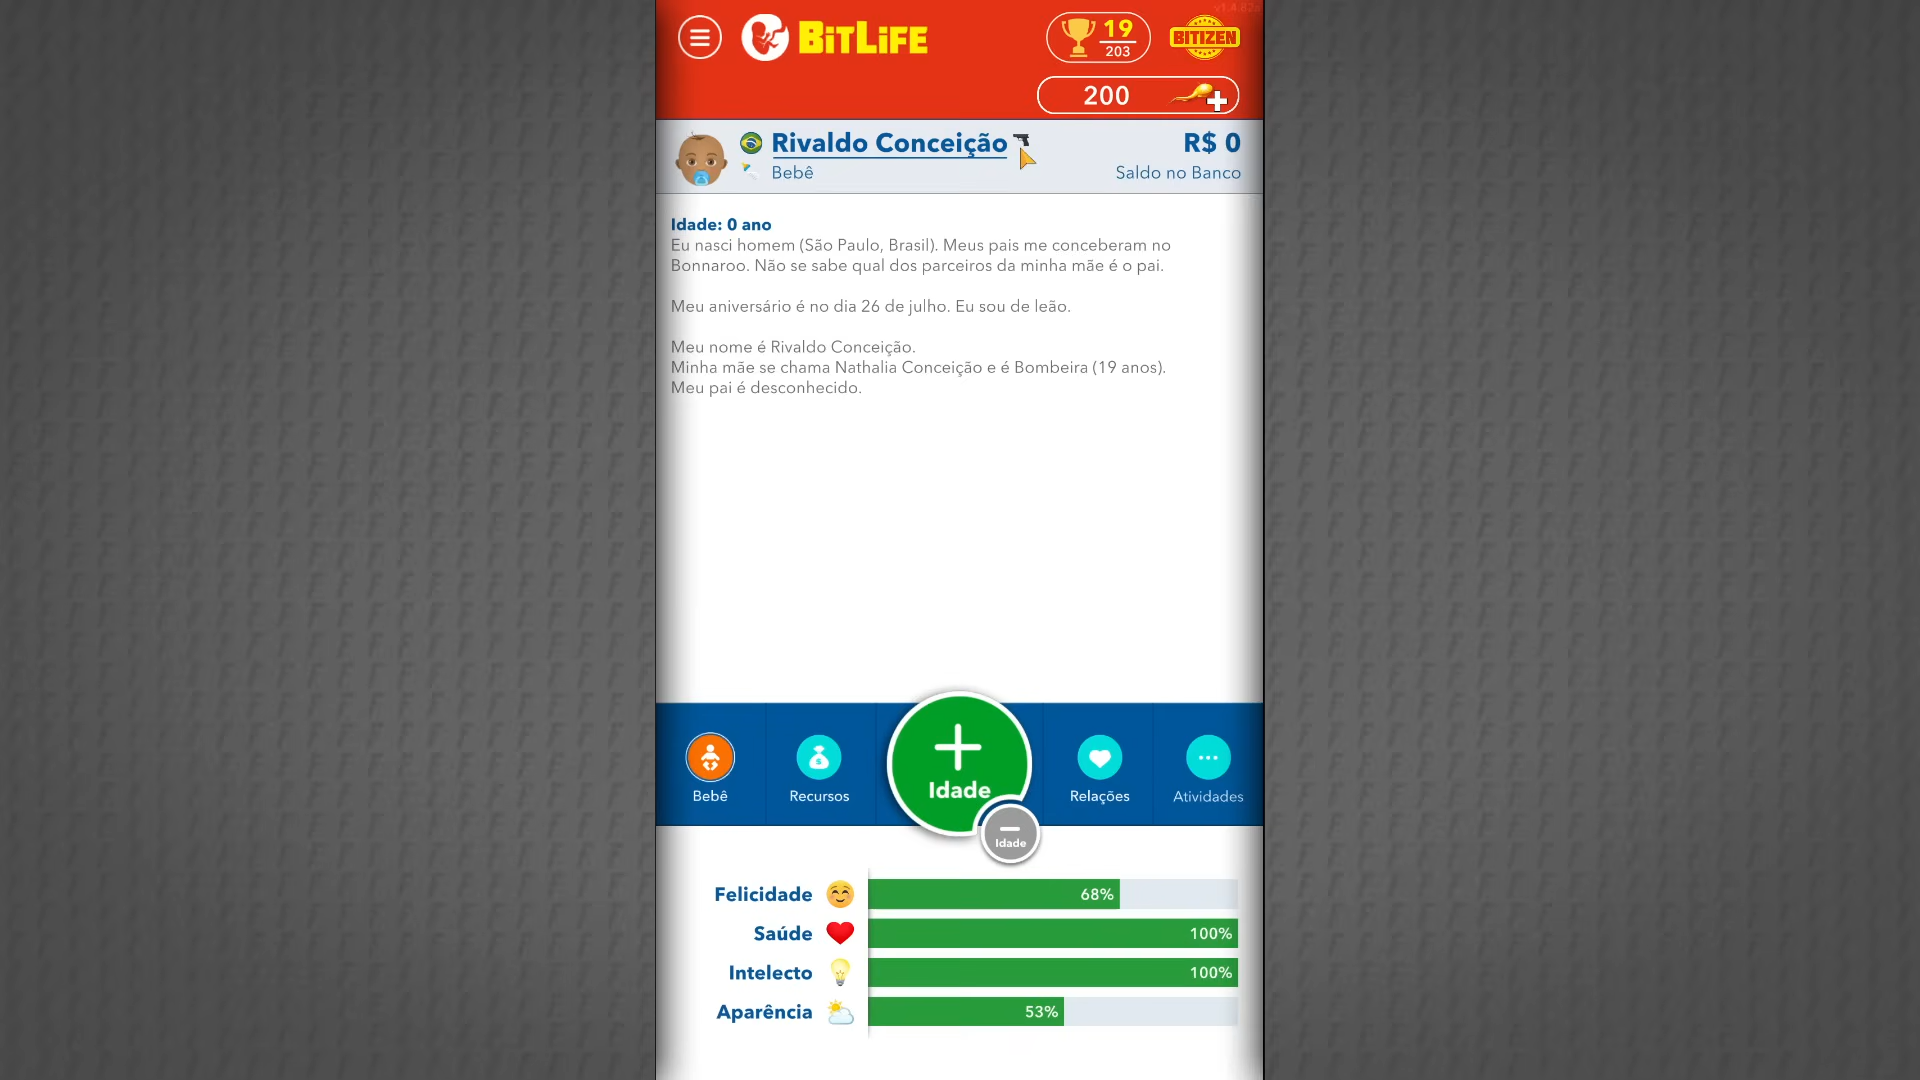 v1.4.82
BiTLiFE
19
203
BITIZEN
200
Rivaldo Conceição
R$ 0
Bebê
Saldo no Banco
Idade: 0 ano
Eu nasci homem (São Paulo, Brasil). Meus pais me conceberam no
Bonnaroo. Não se sabe qual dos parceiros da minha mãe é o pai.
Meu aniversário é no dia 26 de julho. Eu sou de leão.
Meu nome é Rivaldo Conceição.
Minha mãe se chama Nathalia Conceição e é Bombeira (19 anos).
Meu pai é desconhecido.
Bebê
Recursos
Idade
Idade
Relações
Atividades
Felicidade
68%
Saúde
100%
Intelecto
100%
Aparência
53%